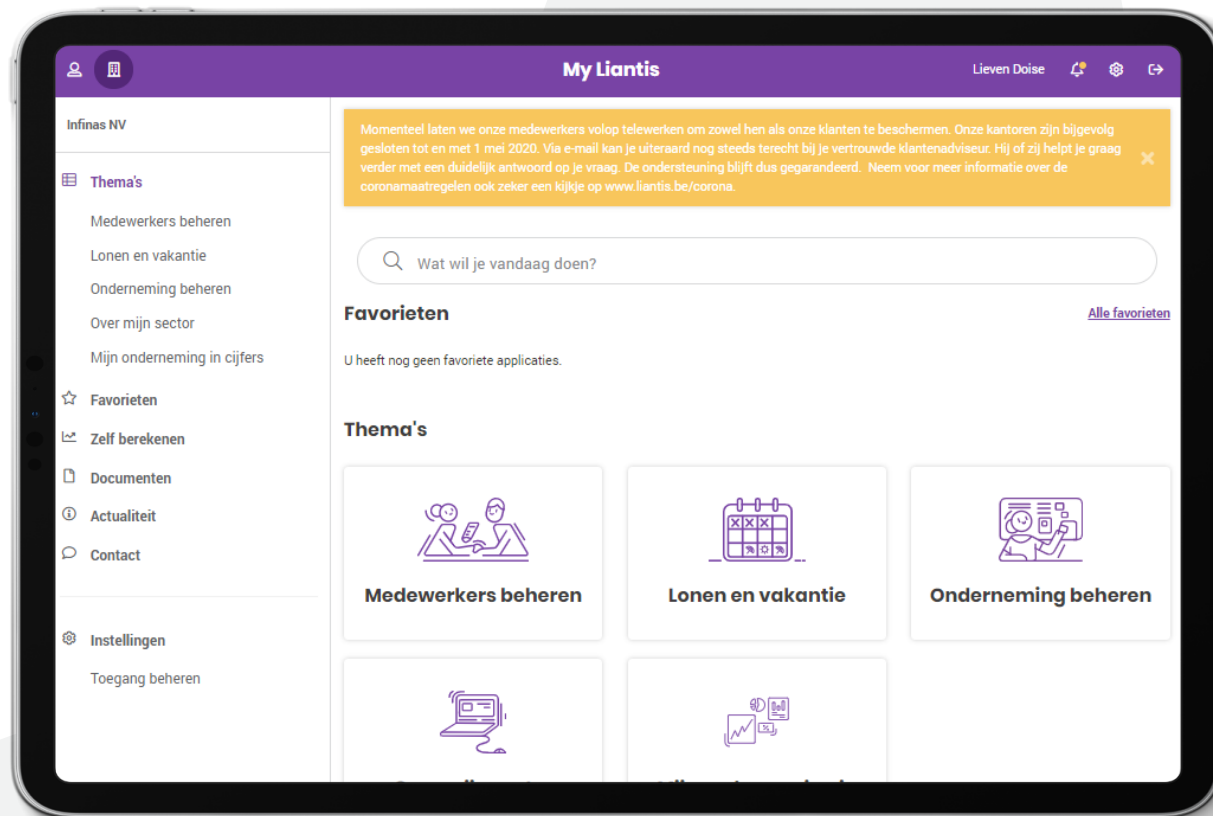 My Liantis
Lieven Doise
Infinas NV
Thema's
Medewerkers beheren
Lonen en vakantie
Onderneming beheren
Over mijn sector
Mijn onderneming in cijfers
Favorieten
Zelf berekenen
Documenten
Actualiteit
Contact
Instellingen
Toegang beheren
Momenteel laten we onze medewerkers volop telewerken om zowel hen als onze klanten te beschermen. Onze kantoren zijn bijgevolg
gesloten tot en met 1 mei 2020. Via e-mail kan je uiteraard nog steeds terecht bij je vertrouwde klantenadviseur. Hij of zij helpt je graag
verder met een duidelijk antwoord op je vraag. De ondersteuning blijft dus gegarandeerd. Neem voor meer informatie over de
coronamaatregelen ook zeker een kijkje op www.liantis.be/corona.
Wat wil je vandaag doen?
Favorieten
Alle favorieten
U heeft nog geen favoriete applicaties.
Thema's
Medewerkers beheren
Lonen en vakantie
Onderneming beheren